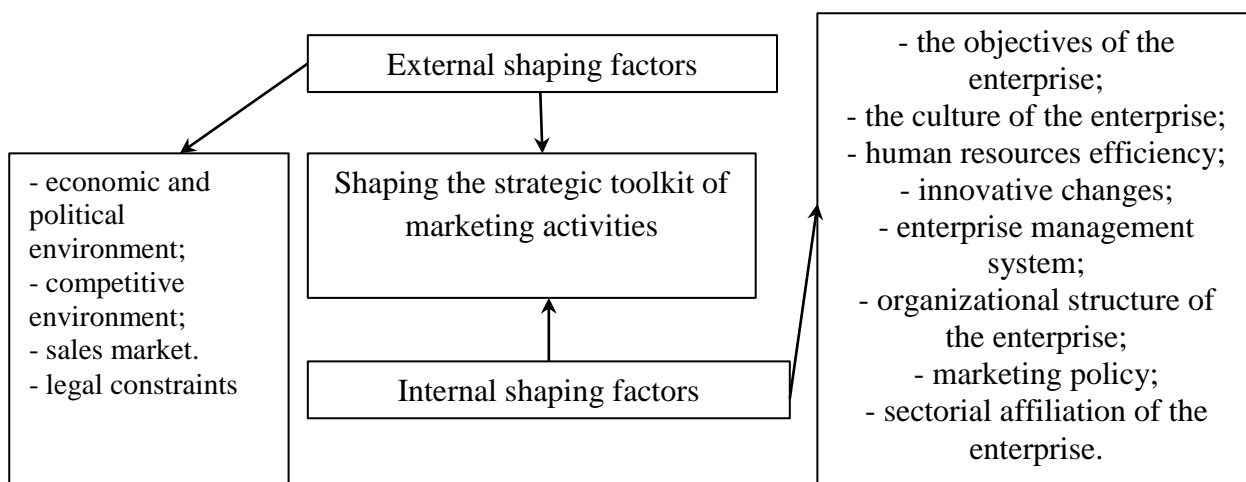 External shaping factors
- economic and
political
environment;
- competitive
environment;
- sales market.
- legal constraints
Shaping the strategic toolkit of
marketing activities
Internal shaping factors
- the objectives of the
enterprise;
- the culture of the enterprise;
- human resources efficiency;
- innovative changes;
- enterprise management
system;
- organizational structure of
the enterprise;
- marketing policy;
- sectorial affiliation of the
enterprise.